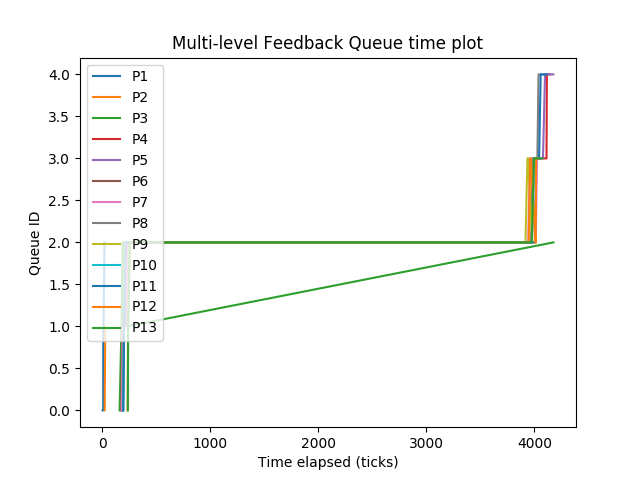 Multi-level Feedback Queue time plot
4.0
3.5
3.0
2.5
2.0
1.5
1.0
0.5
0.0
Queue ID
P1
P2
P3
P4
P5
P6
P7
P8
P9
P10
P11
P12
P13
0 1000 2000 3000 4000
Time elapsed (ticks)